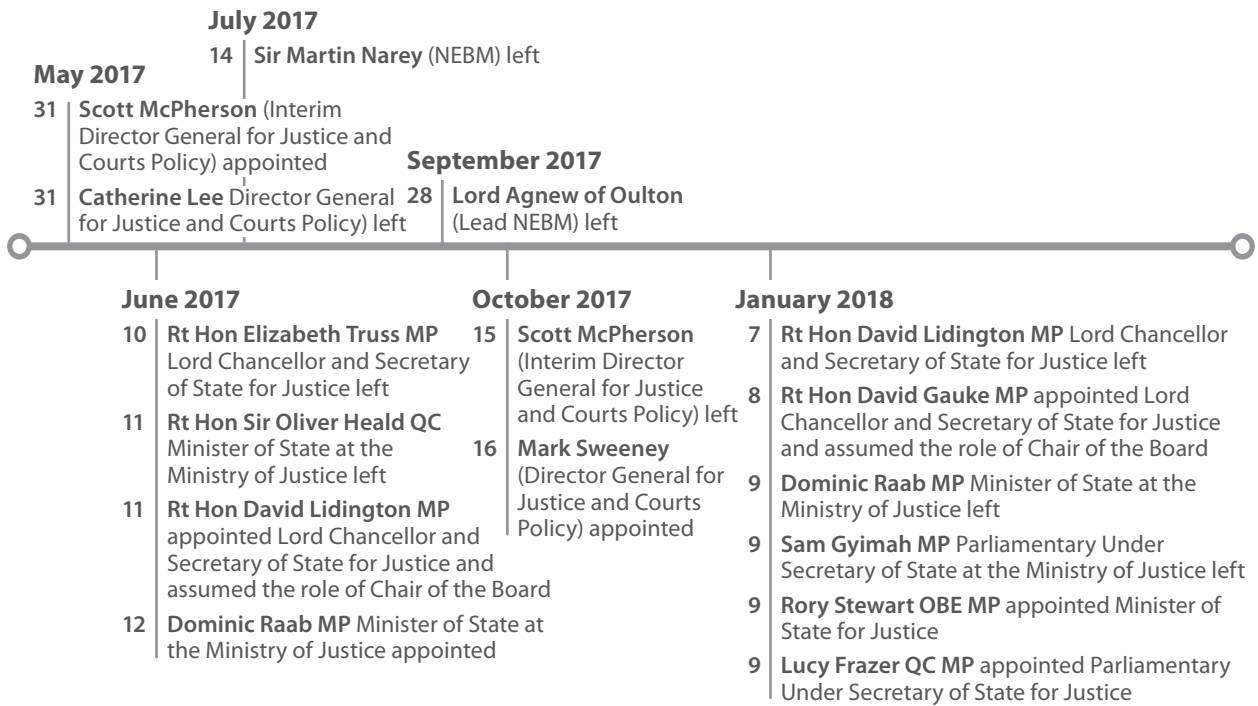 July 2017
14 Sir Martin Narey (NEBM) left
May 2017
31 Scott McPherson (Interim
Director General for Justice and
Courts Policy) appointed
31 Catherine Lee Director General
for Justice and Courts Policy) left
September 2017
28 Lord Agnew of Oulton
(Lead NEBM) left
June 2017
10 Rt Hon Elizabeth Truss MP
Lord Chancellor and Secretary
of State for Justice left
11 Rt Hon Sir Oliver Heald QC
Minister of State at the
Ministry of Justice left
11 Rt Hon David Lidington MP
appointed Lord Chancellor and
Secretary of State for Justice and
assumed the role of Chair of the Board
12 Dominic Raab MP Minister of State at
the Ministry of Justice appointed
October 2017
15 Scott McPherson
(Interim Director
General for Justice
and Courts Policy) left
16 Mark Sweeney
(Director General for
Justice and Courts
Policy) appointed
January 2018
7 Rt Hon David Lidington MP Lord Chancellor
and Secretary of State for Justice left
8 Rt Hon David Gauke MP appointed Lord
Chancellor and Secretary of State for Justice
and assumed the role of Chair of the Board
9 Dominic Raab MP Minister of State at the
Ministry of Justice left
9 Sam Gyimah MP Parliamentary Under
Secretary of State at the Ministry of Justice left
9 Rory Stewart OBE MP appointed Minister of
State for Justice
9 Lucy Frazer QC MP appointed Parliamentary
Under Secretary of State for Justice